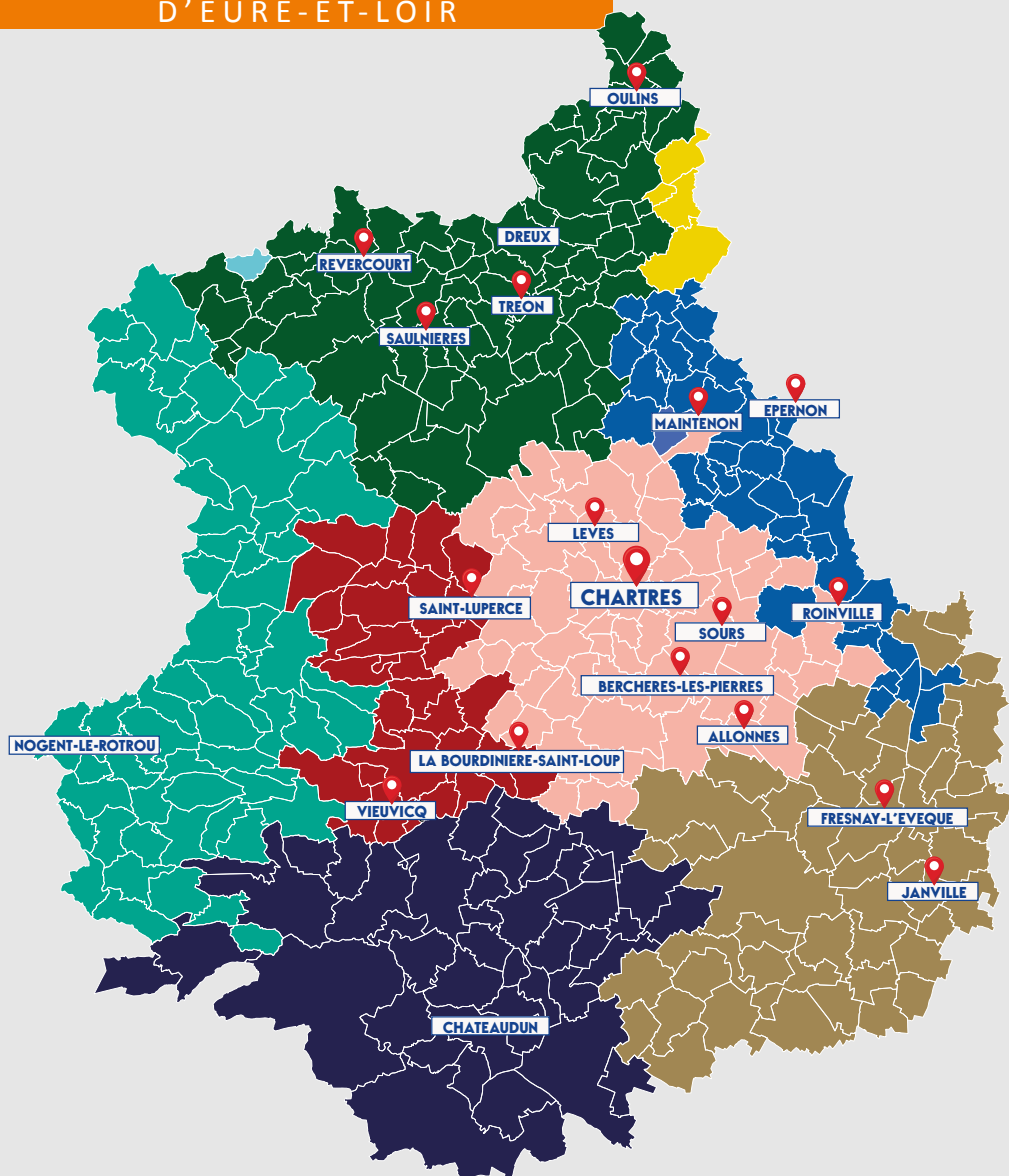 D'EURE-ET-LOIR
OULINS
DREUX
REVERCOURT
TREON
SAULNIERES
EPERNON
MAINTENON
LEVES
CHARTRES
SAINT-LUPERCE
ROINVILLE
SOURS
BERCHERES-LES-PIERRES
ALLONNES
NOGENT-LE-ROTROU
LA BOURDINIERE-SAINT-LOUP
VIEUVICQ
FRESNAY-L'EVEQUE
JANVILLE
CHATEAUDUN